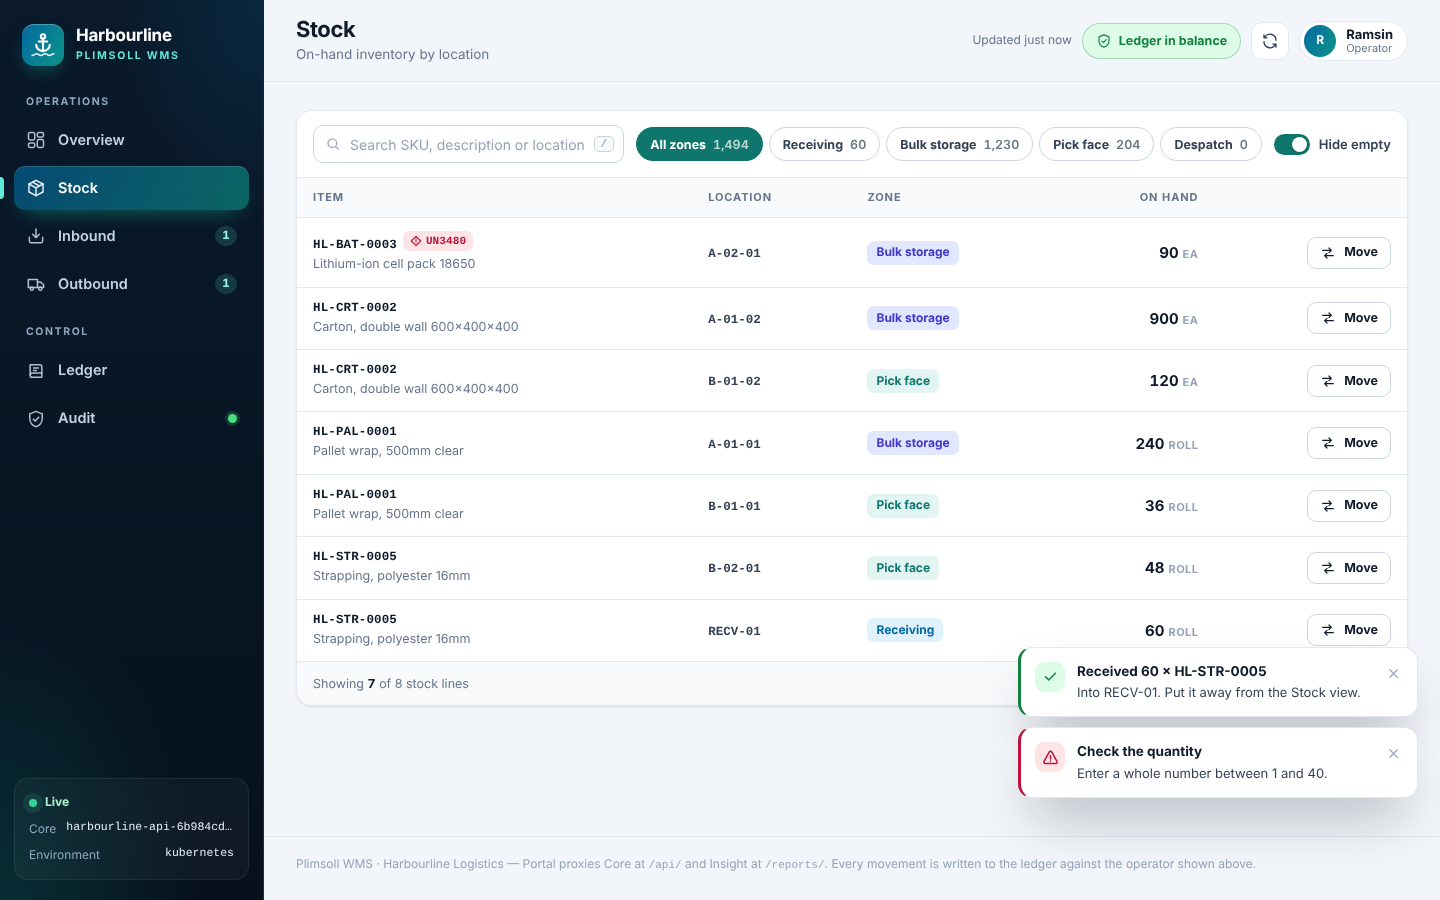 Harbourline
PLIMSOLL WMS
OPERATIONS
Overview
Stock
Inbound 1
Outbound 1
CONTROL
Ledger
Audit
Live
Core harbourline-api-6b984cd…
Environment kubernetes
Stock
On-hand inventory by location
Updated just now
Ledger in balance
R
Ramsin
Operator
Search SKU, description or location /
All zones 1,494
Receiving 60
Bulk storage 1,230
Pick face 204
Despatch 0
Hide empty
ITEM LOCATION ZONE ON HAND
HL-BAT-0003 UN3480
Lithium-ion cell pack 18650
A-02-01 Bulk storage 90 EA Move
HL-CRT-0002
Carton, double wall 600×400×400
A-01-02 Bulk storage 900 EA Move
HL-CRT-0002
Carton, double wall 600×400×400
B-01-02 Pick face 120 EA Move
HL-PAL-0001
Pallet wrap, 500mm clear
A-01-01 Bulk storage 240 ROLL Move
HL-PAL-0001
Pallet wrap, 500mm clear
B-01-01 Pick face 36 ROLL Move
HL-STR-0005
Strapping, polyester 16mm
B-02-01 Pick face 48 ROLL Move
HL-STR-0005
Strapping, polyester 16mm
RECV-01 Receiving 60 ROLL Move
Showing 7 of 8 stock lines
Received 60 × HL-STR-0005
Into RECV-01. Put it away from the Stock view.
Check the quantity
Enter a whole number between 1 and 40.
Plimsoll WMS · Harbourline Logistics — Portal proxies Core at /api/ and Insight at /reports/. Every movement is written to the ledger against the operator shown above.